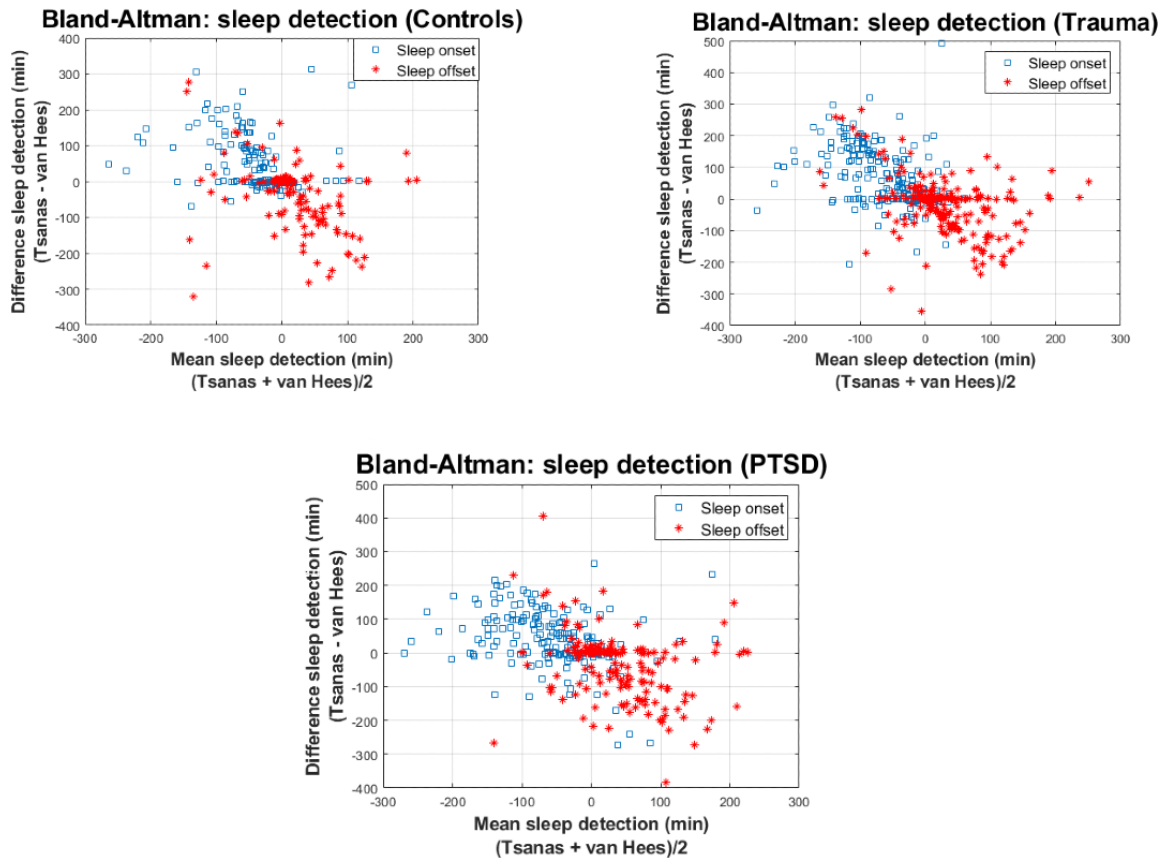 Bland-Altman: sleep detection (Controls)
400
300
200
100
0
-100
-200
-300
-400
-300
-200
-100
0
100
200
300
Difference sleep detection (min)
(Tsanas - van Hees)
Mean sleep detection (min)
(Tsanas + van Hees)/2
Sleep onset
Sleep offset
Bland-Altman: sleep detection (Trauma)
500
400
300
200
100
0
-100
-200
-300
-400
-300
-200
-100
0
100
200
300
Difference sleep detection (min)
(Tsanas - van Hees)
Mean sleep detection (min)
(Tsanas + van Hees)/2
Sleep onset
Sleep offset
Bland-Altman: sleep detection (PTSD)
500
400
300
200
100
0
-100
-200
-300
-400
-300
-200
-100
0
100
200
300
Difference sleep detection (min)
(Tsanas - van Hees)
Mean sleep detection (min)
(Tsanas + van Hees)/2
Sleep onset
Sleep offset